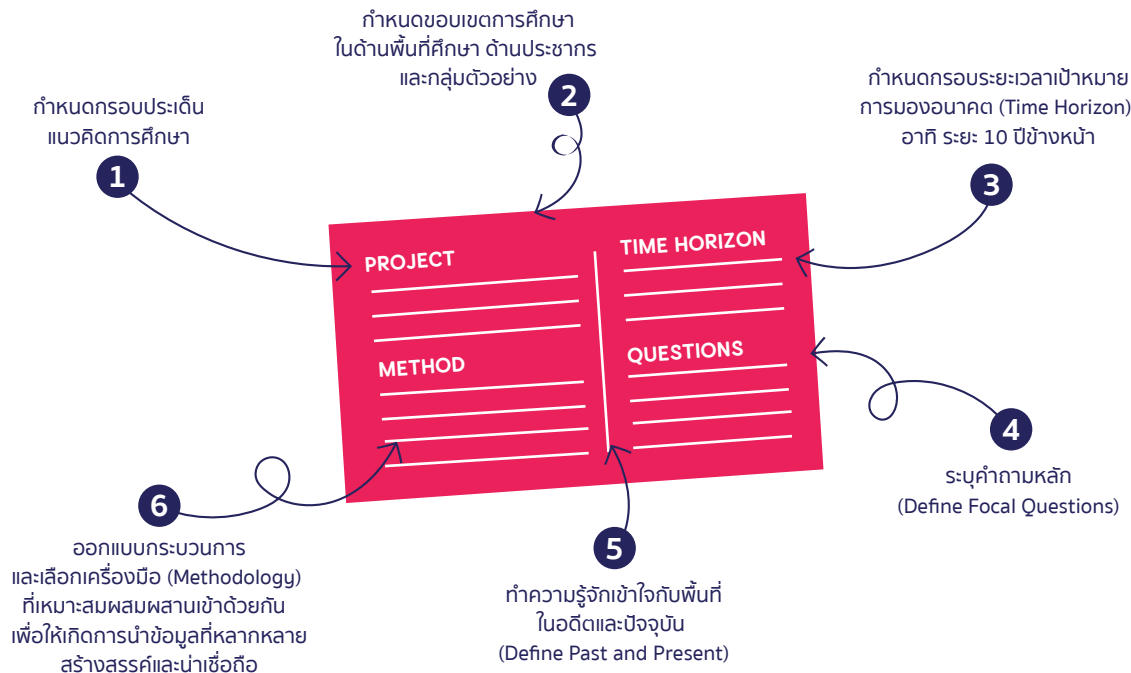 กำหนดกรอบประเด็น
แนวคิดการศึกษา
1
กำหนดขอบเขตการศึกษา
ในด้านพื้นที่ศึกษา ด้านประชากร
และกลุ่มตัวอย่าง
2
กำหนดกรอบระยะเวลาเป้าหมาย
การมองอนาคต (Time Horizon)
อาทิ ระยะ 10 ปีข้างหน้า
3
PROJECT
TIME HORIZON
METHOD
QUESTIONS
4
ระบุคำถามหลัก
(Define Focal Questions)
5
ทำความรู้จักเข้าใจกับพื้นที่
ในอดีตและปัจจุบัน
(Define Past and Present)
6
ออกแบบกระบวนการ
และเลือกเครื่องมือ (Methodology)
ที่เหมาะสมผสมผสานเข้าด้วยกัน
เพื่อให้เกิดการนำข้อมูลที่หลากหลาย
สร้างสรรค์และน่าเชื่อถือ